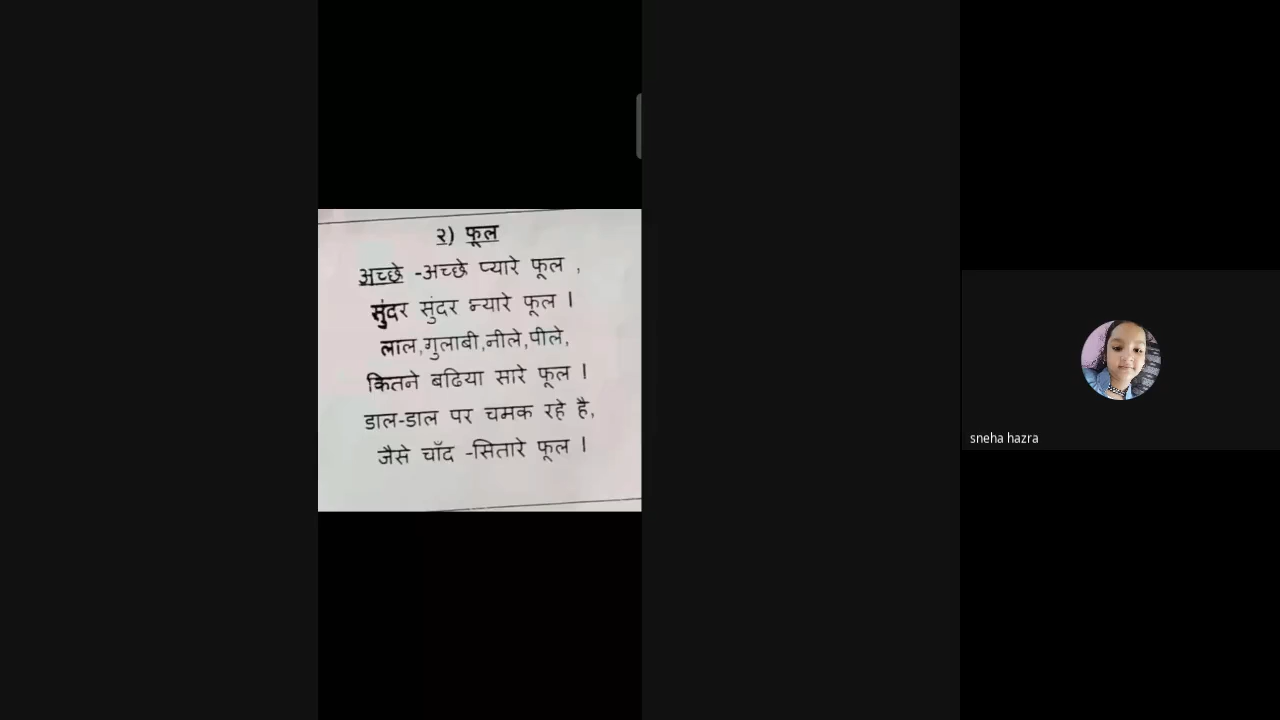 २) फूल
अच्छे -अच्छे प्यारे फूल ,
सुंदर सुंदर न्यारे फूल ।
लाल,गुलाबी,नीले,पीले,
कितने बढिया सारे फूल ।
डाल-डाल पर चमक रहे है,
जैसे चाँद -सितारे फूल ।
sneha hazra